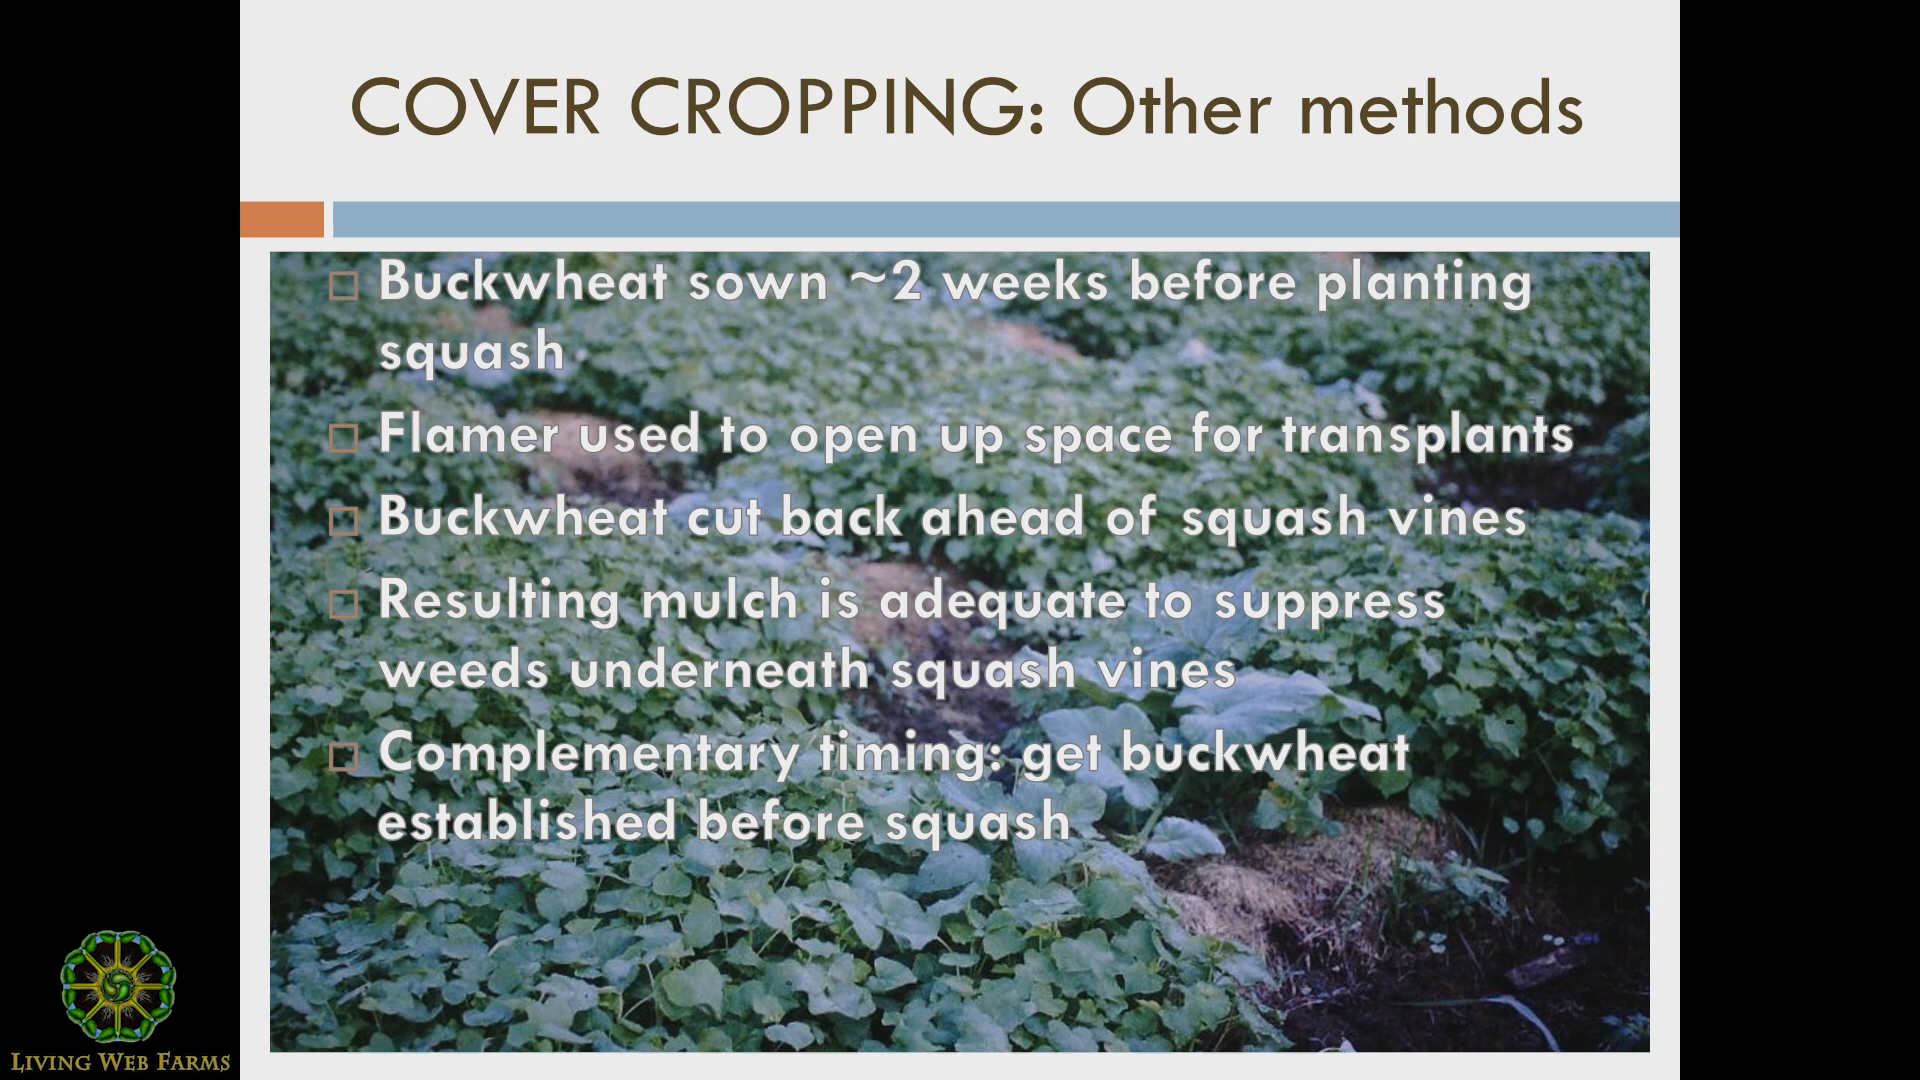 COVER CROPPING: Other methods
Buckwheat sown ~2 weeks before planting
squash
Flamer used to open up space for transplants
Buckwheat cut back ahead of squash vines
Resulting mulch is adequate to suppress
weeds underneath squash vines
Complementary timing: get buckwheat
established before squash
LIVING WEB FARMS